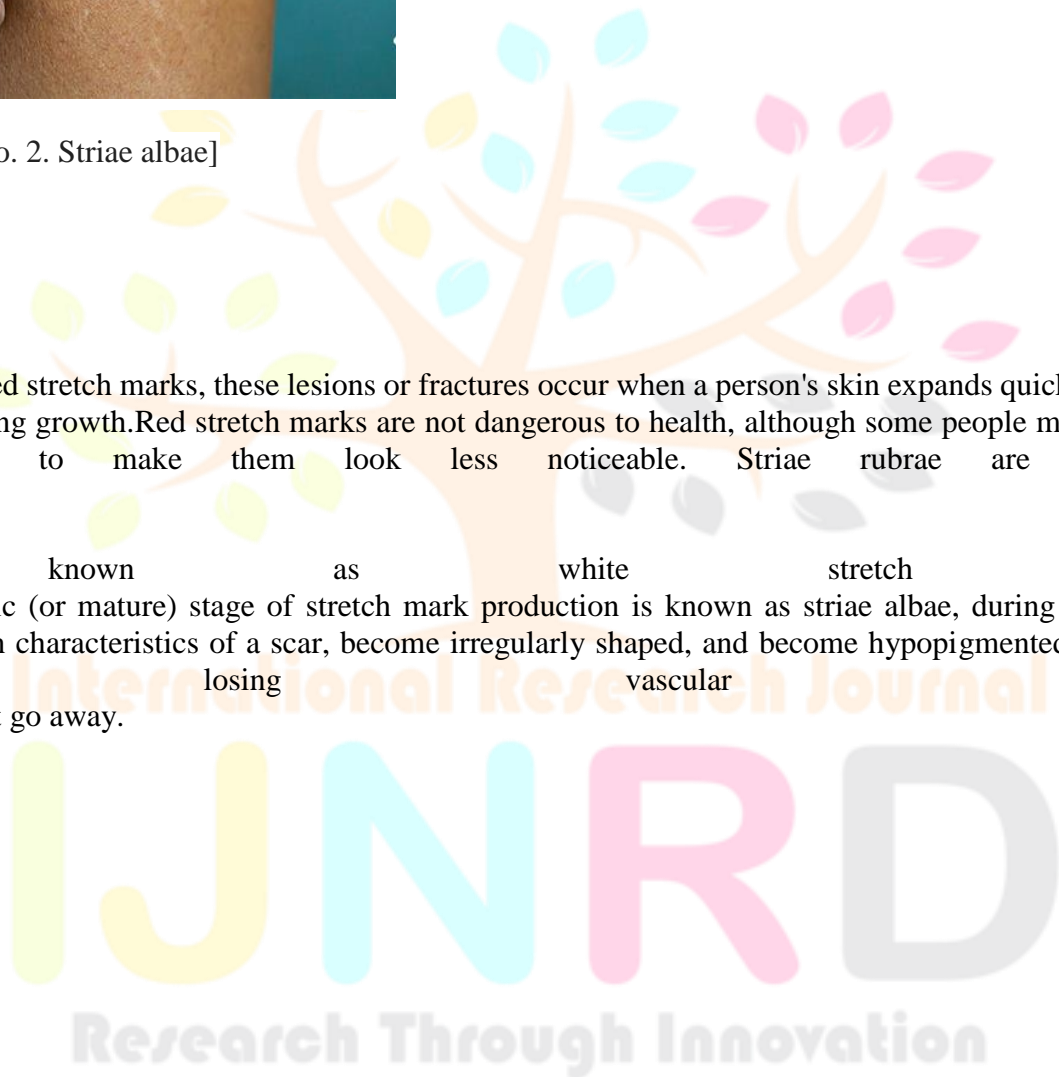 o. 2. Striae albae]
ed stretch marks, these lesions or fractures occur when a person's skin expands quick
ng growth.Red stretch marks are not dangerous to health, although some people m
to make them look less noticeable. Striae rubrae are
known as white stretch
ic (or mature) stage of stretch mark production is known as striae albae, during
n characteristics of a scar, become irregularly shaped, and become hypopigmented
International Research Journal
losing vascular
t go away.
IJNRD
Research Through Innovation